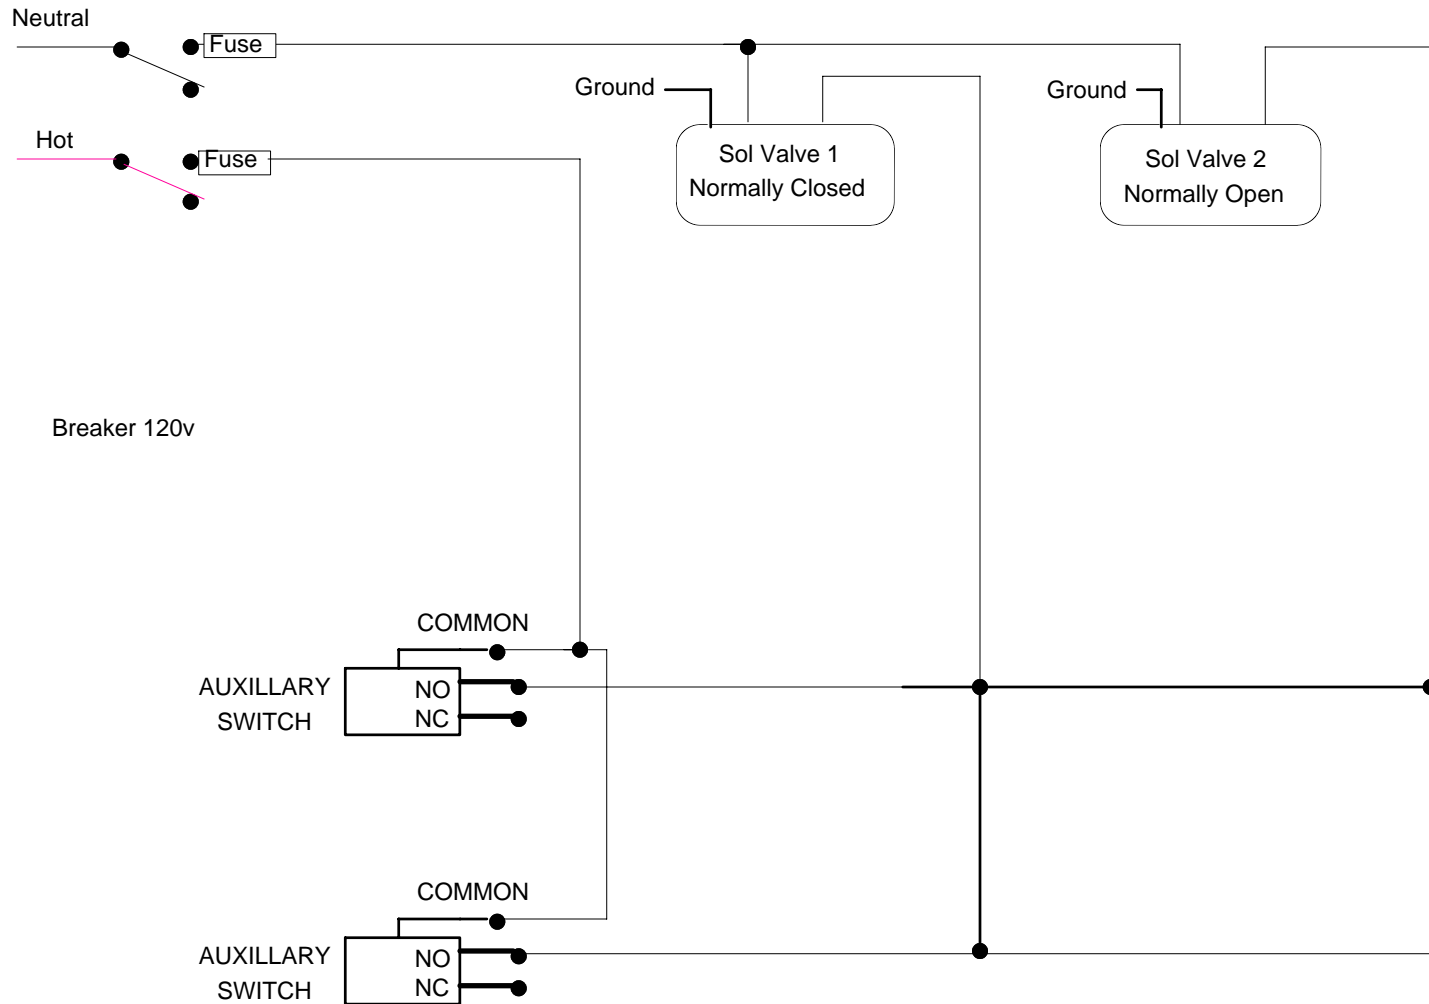 Neutral
Fuse
Ground
Ground
Hot
Fuse
Sol Valve 1
Normally Closed
Sol Valve 2
Normally Open
Breaker 120v
COMMON
AUXILLARY
SWITCH
NO
NC
COMMON
AUXILLARY
SWITCH
NO
NC